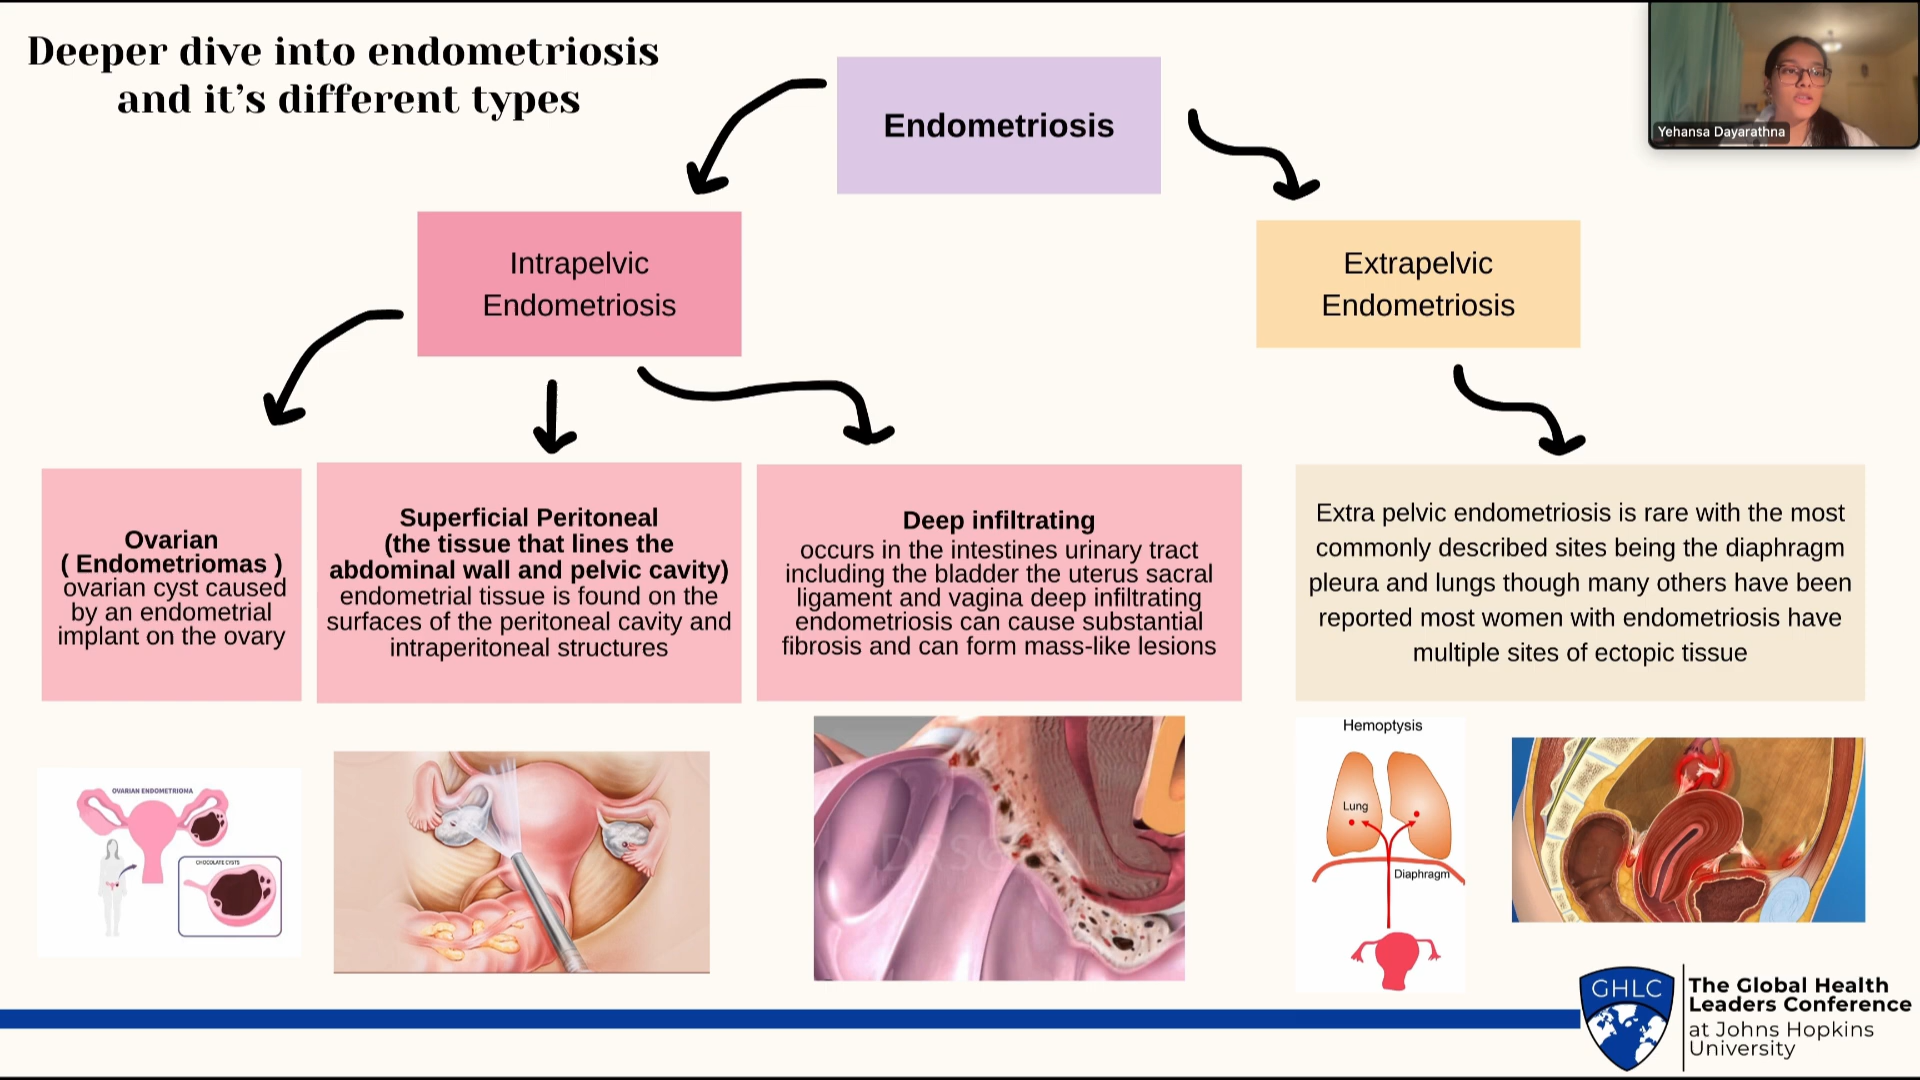 Deeper dive into endometriosis
and it's different types
Endometriosis
Yehansa Dayarathna
Intrapelvic
Endometriosis
Extrapelvic
Endometriosis
Ovarian
( Endometriomas )
ovarian cyst caused
by an endometrial
implant on the ovary
Superficial Peritoneal
(the tissue that lines the
abdominal wall and pelvic cavity)
endometrial tissue is found on the
surfaces of the peritoneal cavity and
intraperitoneal structures
Deep infiltrating
occurs in the intestines urinary tract
including the bladder the uterus sacral
ligament and vagina deep infiltrating
endometriosis can cause substantial
fibrosis and can form mass-like lesions
Extra pelvic endometriosis is rare with the most
commonly described sites being the diaphragm
pleura and lungs though many others have been
reported most women with endometriosis have
multiple sites of ectopic tissue
OVARIAN ENDOMETRIOMA
CHOCOLATE CYSTS
Hemoptysis
Lung
Diaphragm
GHLC
The Global Health
Leaders Conference
at Johns Hopkins
University